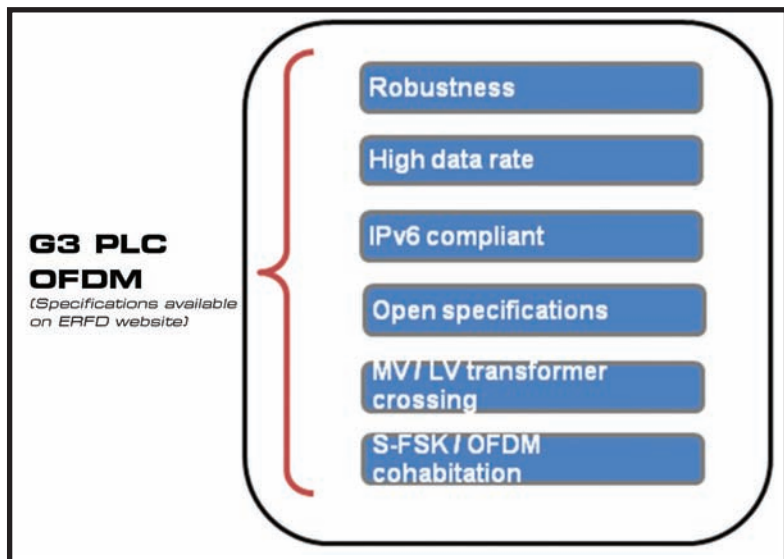 G3 PLC
OFDM
(Specifications available
on ERFD website)
Robustness
High data rate
IPv6 compliant
Open specifications
MV / LV transformer
crossing
S-FSK / OFDM
cohabitation